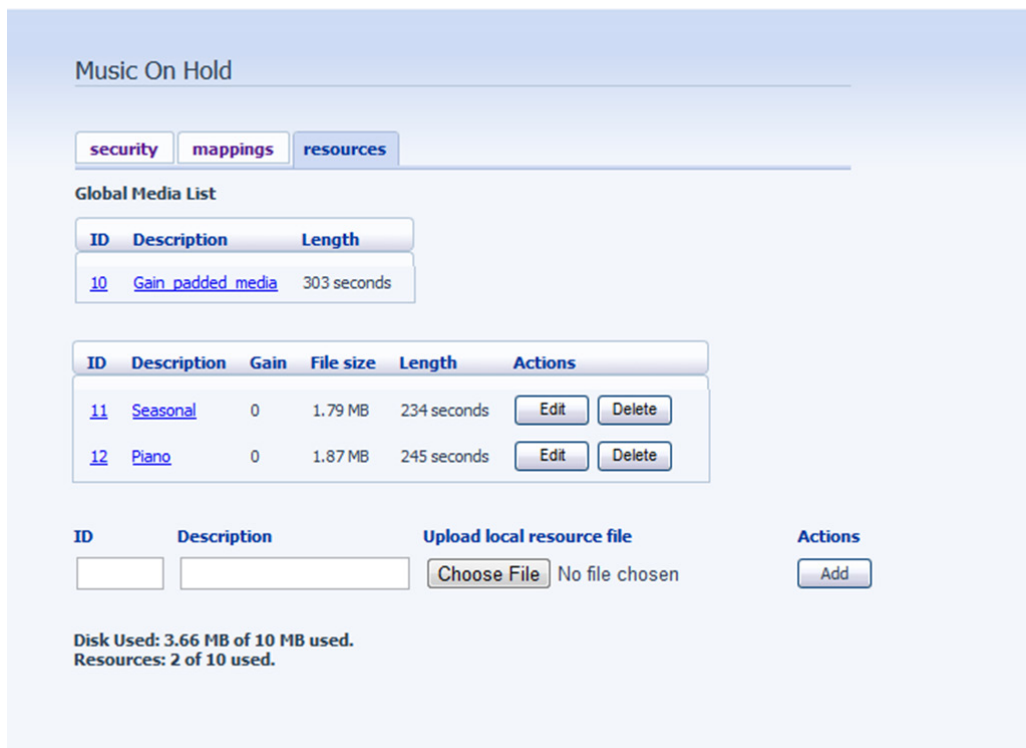 Music On Hold
security mappings resources
Global Media List
ID Description Length
10 Gain_padded_media 303 seconds
ID Description Gain File size Length Actions
11 Seasonal 0 1.79 MB 234 seconds Edit Delete
12 Piano 0 1.87 MB 245 seconds Edit Delete
ID Description Upload local resource file Actions
Choose File No file chosen Add
Disk Used: 3.66 MB of 10 MB used.
Resources: 2 of 10 used.